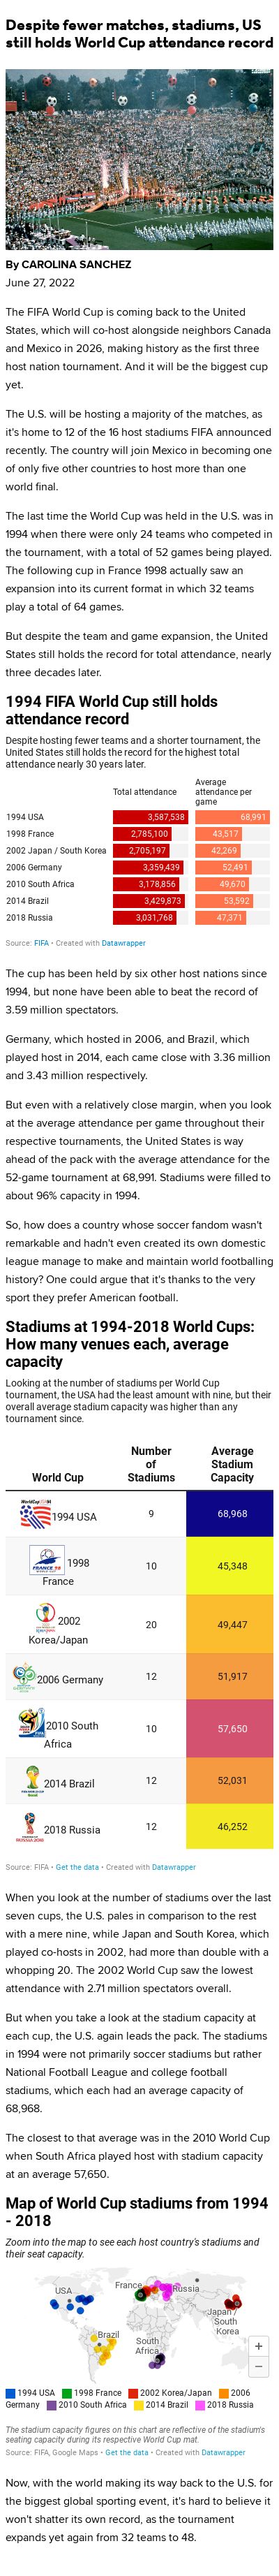 Despite fewer matches, stadiums, US
still holds World Cup attendance record
By CAROLINA SANCHEZ
June 27, 2022
The FIFA World Cup is coming back to the United
States, which will co-host alongside neighbors Canada
and Mexico in 2026, making history as the first three
host nation tournament. And it will be the biggest cup
yet.
The U.S. will be hosting a majority of the matches, as
it's home to 12 of the 16 host stadiums FIFA announced
recently. The country will join Mexico in becoming one
of only five other countries to host more than one
world final.
The last time the World Cup was held in the U.S. was in
1994 when there were only 24 teams who competed in
the tournament, with a total of 52 games being played.
The following cup in France 1998 actually saw an
expansion into its current format in which 32 teams
play a total of 64 games.
But despite the team and game expansion, the United
States still holds the record for total attendance, nearly
three decades later.
1994 FIFA World Cup still holds
attendance record
Despite hosting fewer teams and a shorter tournament, the
United States still holds the record for the highest total
attendance nearly 30 years later.
Total attendance
Average
attendance per
game
1994 USA 3,587,538 68,991
1998 France 2,785,100 43,517
2002 Japan / South Korea 2,705,197 42,269
2006 Germany 3,359,439 52,491
2010 South Africa 3,178,856 49,670
2014 Brazil 3,429,873 53,592
2018 Russia 3,031,768 47,371
Source: FIFA • Created with Datawrapper
The cup has been held by six other host nations since
1994, but none have been able to beat the record of
3.59 million spectators.
Germany, which hosted in 2006, and Brazil, which
played host in 2014, each came close with 3.36 million
and 3.43 million respectively.
But even with a relatively close margin, when you look
at the average attendance per game throughout their
respective tournaments, the United States is way
ahead of the pack with the average attendance for the
52-game tournament at 68,991. Stadiums were filled to
about 96% capacity in 1994.
So, how does a country whose soccer fandom wasn't
remarkable and hadn't even created its own domestic
league manage to make and maintain world footballing
history? One could argue that it's thanks to the very
sport they prefer American football.
Stadiums at 1994-2018 World Cups:
How many venues each, average
capacity
Looking at the number of stadiums per World Cup
tournament, the USA had the least amount with nine, but their
overall average stadium capacity was higher than any
tournament since.
World Cup
Number
of
Stadiums
Average
Stadium
Capacity
1994 USA 9 68,968
1998
France 10 45,348
2002
Korea/Japan 20 49,447
2006 Germany 12 51,917
2010 South
Africa 10 57,650
2014 Brazil 12 52,031
2018 Russia 12 46,252
Source: FIFA • Get the data • Created with Datawrapper
When you look at the number of stadiums over the last
seven cups, the U.S. pales in comparison to the rest
with a mere nine, while Japan and South Korea, which
played co-hosts in 2002, had more than double with a
whopping 20. The 2002 World Cup saw the lowest
attendance with 2.71 million spectators overall.
But when you take a look at the stadium capacity at
each cup, the U.S. again leads the pack. The stadiums
in 1994 were not primarily soccer stadiums but rather
National Football League and college football
stadiums, which each had an average capacity of
68,968.
The closest to that average was in the 2010 World Cup
when South Africa played host with stadium capacity
at an average 57,650.
Map of World Cup stadiums from 1994
- 2018
Zoom into the map to see each host country's stadiums and
their seat capacity.
USA
France
Russia
Japan /
South
Korea
Brazil
South
Africa
+
−
1994 USA 1998 France 2002 Korea/Japan 2006
Germany 2010 South Africa 2014 Brazil 2018 Russia
The stadium capacity figures on this chart are reflective of the stadium's
seating capacity during its respective World Cup mat.
Source: FIFA, Google Maps • Get the data • Created with Datawrapper
Now, with the world making its way back to the U.S. for
the biggest global sporting event, it's hard to believe it
won't shatter its own record, as the tournament
expands yet again from 32 teams to 48.